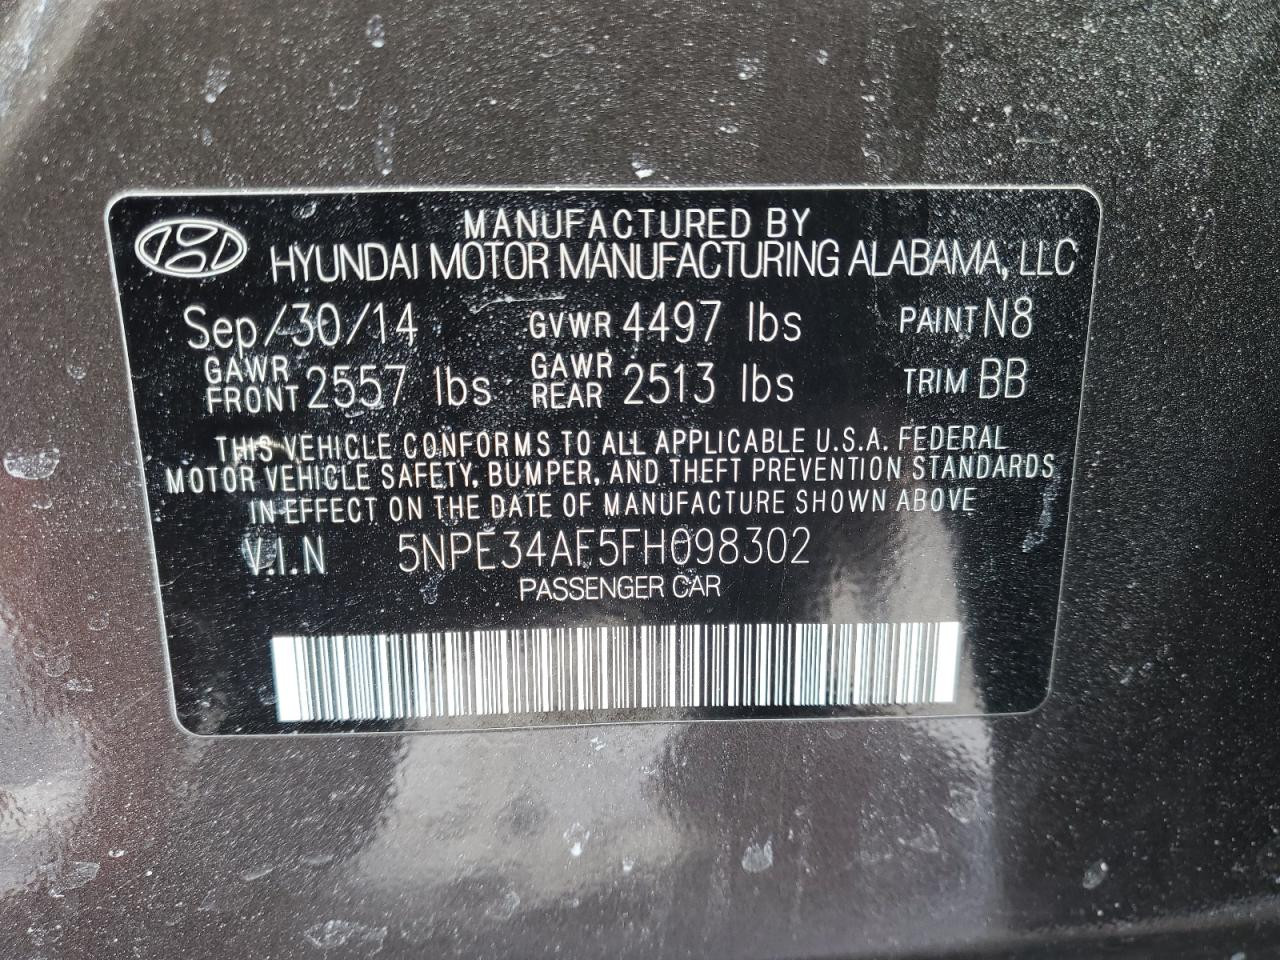 MANUFACTURED BY
HYUNDAI MOTOR MANUFACTURING ALABAMA, LLC
Sep/30/14 GVWR 4497 lbs PAINT N8
GAWR FRONT 2557 lbs GAWR REAR 2513 lbs TRIM BB
THIS VEHICLE CONFORMS TO ALL APPLICABLE U.S.A. FEDERAL
MOTOR VEHICLE SAFETY, BUMPER, AND THEFT PREVENTION STANDARDS
IN EFFECT ON THE DATE OF MANUFACTURE SHOWN ABOVE
V.I.N 5NPE34AF5FH098302
PASSENGER CAR